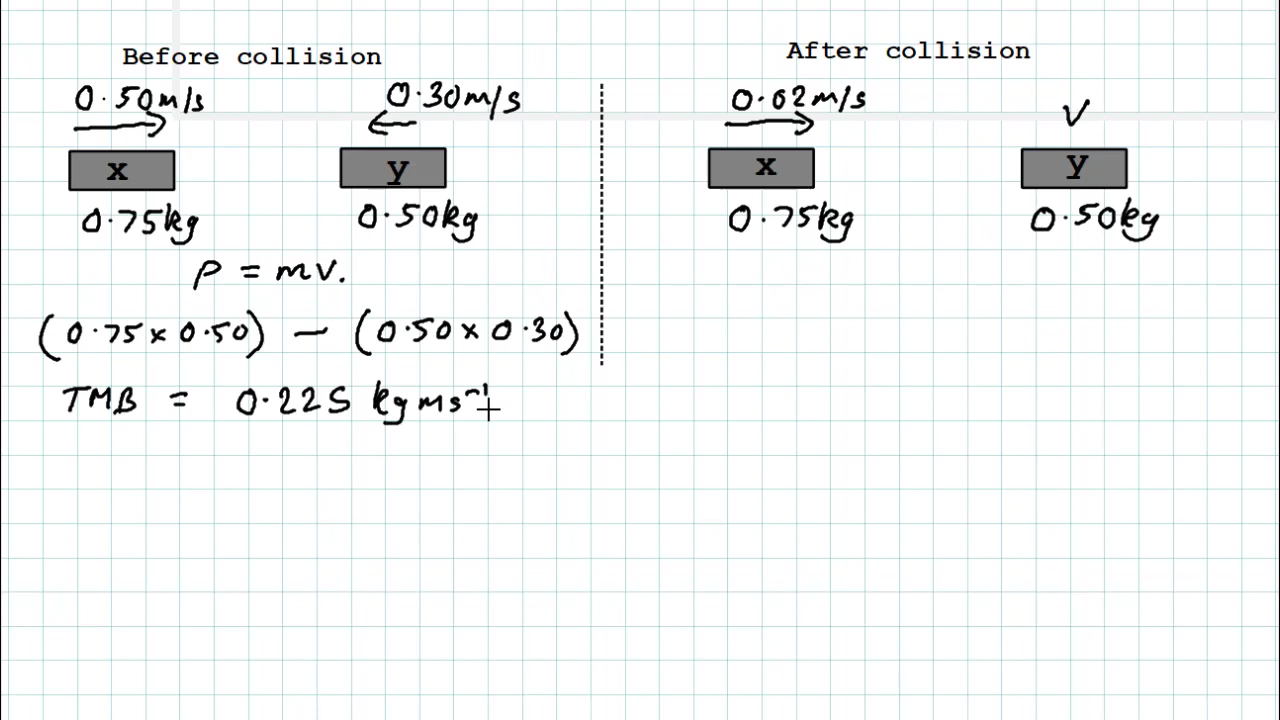 Before collision
After collision
0.50m/s
0.30m/s
0.02m/s
V
x
y
x
y
0.75kg
0.50kg
0.75kg
0.50kg
P = mv.
(0.75 x 0.50) - (0.50 x 0.30)
TMB = 0.225 kgms⁻¹